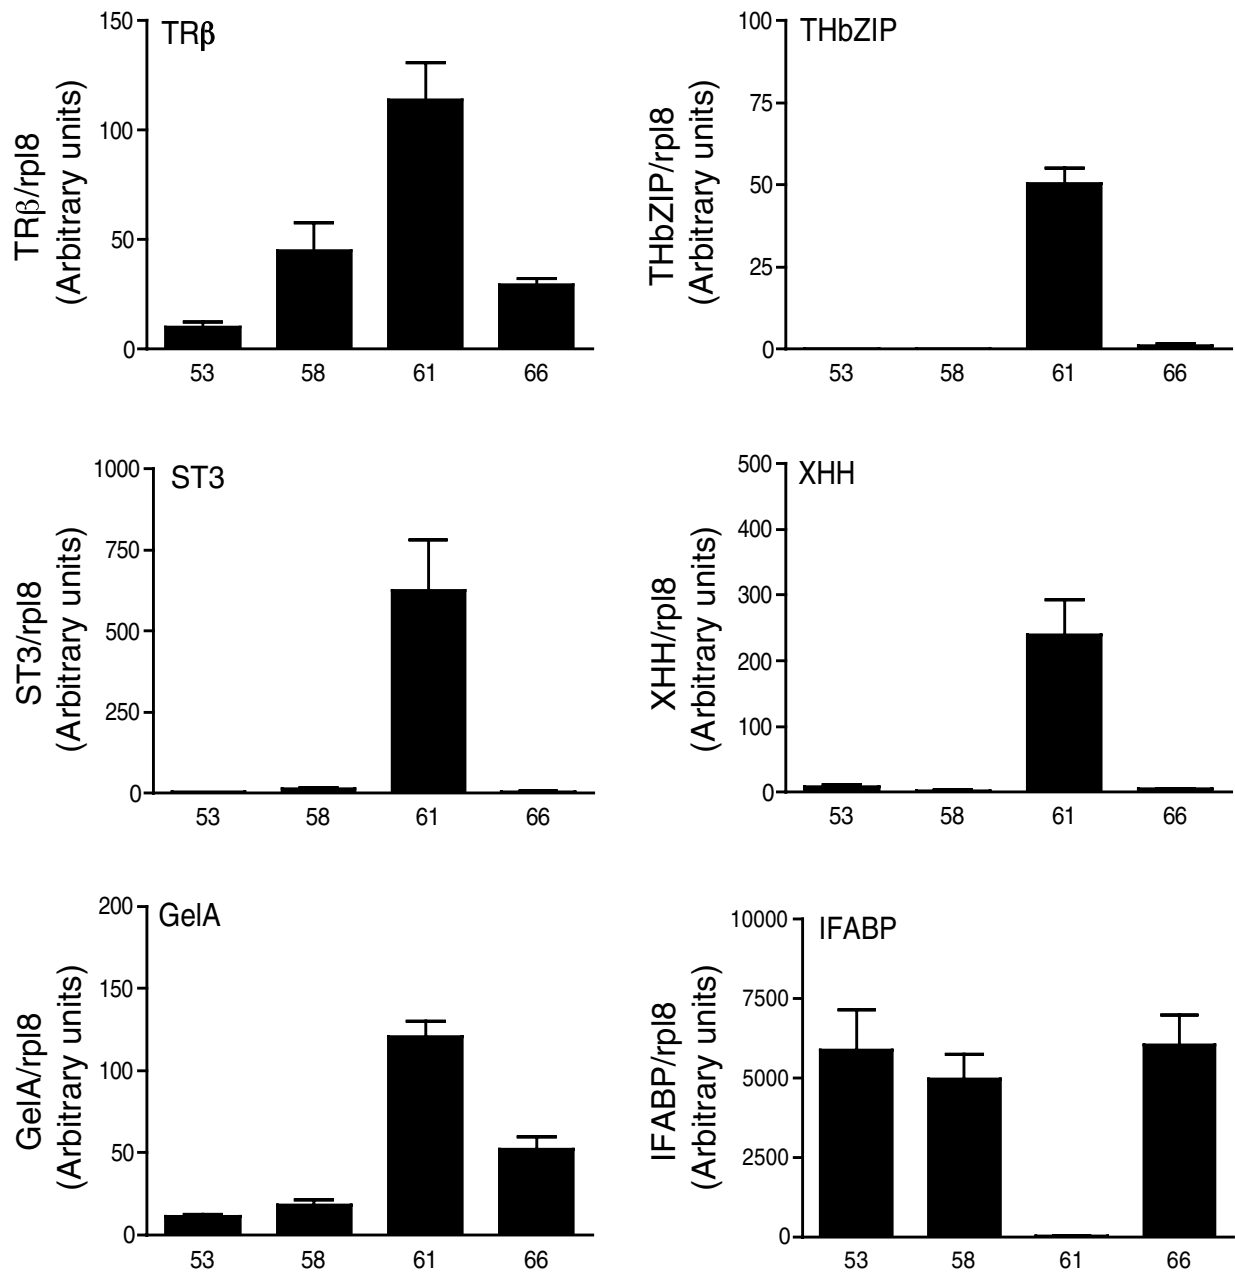 TRβ
TRβ/rpl8
(Arbitrary units)
150
100
50
0
53 58 61 66
THbZIP
THbZIP/rpl8
(Arbitrary units)
100
75
50
25
0
53 58 61 66
ST3
ST3/rpl8
(Arbitrary units)
1000
750
500
250
0
53 58 61 66
XHH
XHH/rpl8
(Arbitrary units)
500
400
300
200
100
0
53 58 61 66
GelA
GelA/rpl8
(Arbitrary units)
200
150
100
50
0
53 58 61 66
IFABP
IFABP/rpl8
(Arbitrary units)
10000
7500
5000
2500
0
53 58 61 66